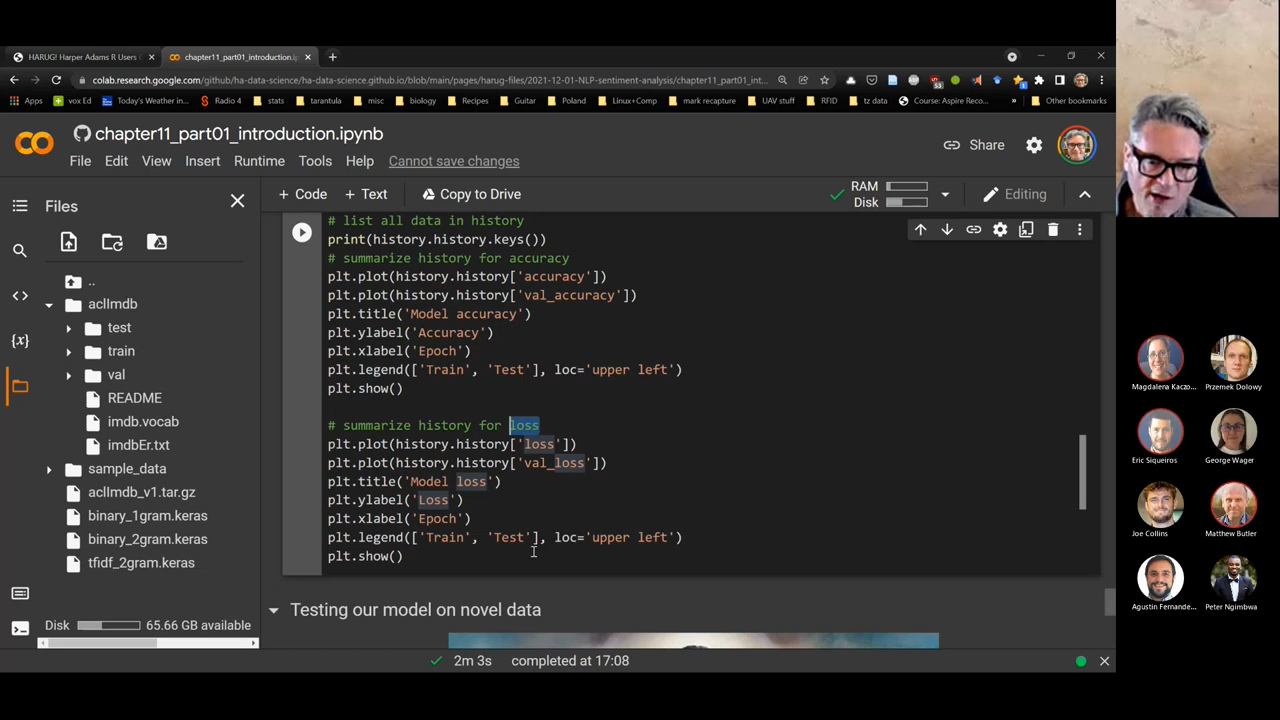 HARUG! Harper Adams R Users
chapter11_part01_introduction.ip
colab.research.google.com/github/ha-data-science/ha-data-science.github.io/blob/main/pages/harug-files/2021-12-01-NLP-sentiment-analysis/chapter11_part01_int...
Apps
vox Ed
Today's Weather in...
Radio 4
stats
tarantula
misc
biology
Recipes
Guitar
Poland
Linux+Comp
mark recapture
UAV stuff
RFID
tz data
Course: Aspire Reco...
»
Other bookmarks
CO
chapter11_part01_introduction.ipynb
Share
File Edit View Insert Runtime Tools Help Cannot save changes
+ Code + Text Copy to Drive
RAM
Disk
Editing
Files
..
aclImdb
test
train
val
README
imdb.vocab
imdbEr.txt
sample_data
aclImdb_v1.tar.gz
binary_1gram.keras
binary_2gram.keras
tfidf_2gram.keras
Disk 65.66 GB available
# list all data in history
print(history.history.keys())
# summarize history for accuracy
plt.plot(history.history['accuracy'])
plt.plot(history.history['val_accuracy'])
plt.title('Model accuracy')
plt.ylabel('Accuracy')
plt.xlabel('Epoch')
plt.legend(['Train', 'Test'], loc='upper left')
plt.show()
# summarize history for loss
plt.plot(history.history['loss'])
plt.plot(history.history['val_loss'])
plt.title('Model loss')
plt.ylabel('Loss')
plt.xlabel('Epoch')
plt.legend(['Train', 'Test'], loc='upper left')
plt.show()
Testing our model on novel data
2m 3s completed at 17:08
Magdalena Kaczo...
Przemek Dolowy
Eric Siqueiros
George Wager
Joe Collins
Matthew Butler
Agustin Fernande...
Peter Ngimbwa